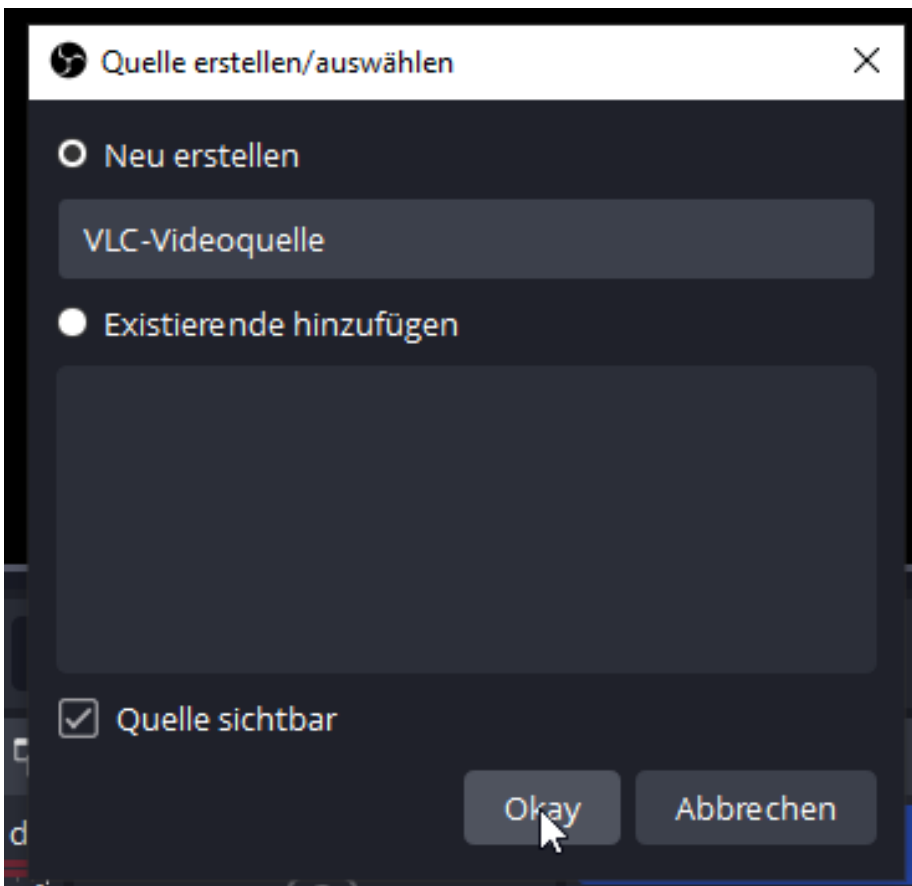 Quelle erstellen/auswählen
Neu erstellen
VLC-Videoquelle
Existierende hinzufügen
Quelle sichtbar
Okay Abbrechen
d